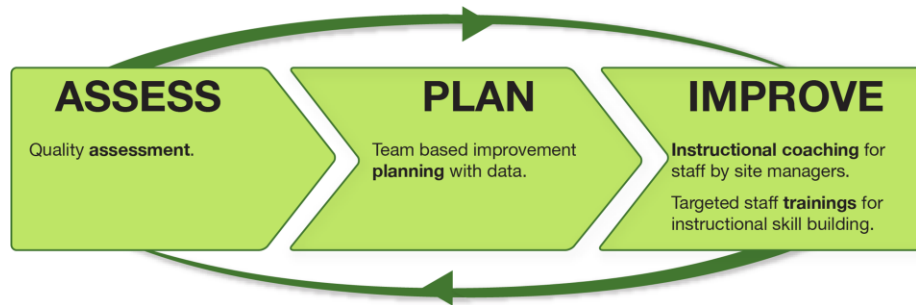 ASSESS
Quality assessment.
PLAN
Team based improvement
planning with data.
IMPROVE
Instructional coaching for
staff by site managers.
Targeted staff trainings for
instructional skill building.